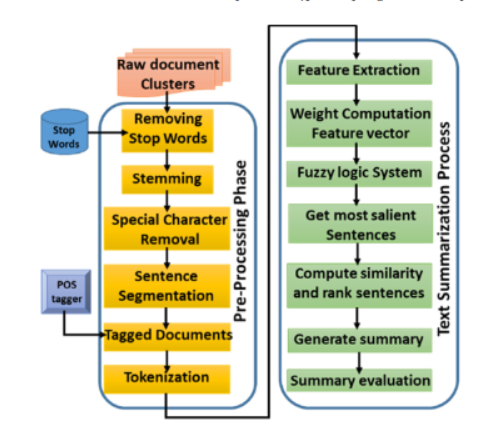 Raw document
Clusters
Stop
Words
Removing
Stop Words
Stemming
Special Character
Removal
Sentence
Segmentation
POS
tagger
Tagged Documents
Tokenization
Pre-Processing Phase
Feature Extraction
Weight Computation
Feature vector
Fuzzy logic System
Get most salient
Sentences
Compute similarity
and rank sentences
Generate summary
Summary evaluation
Text Summarization Process